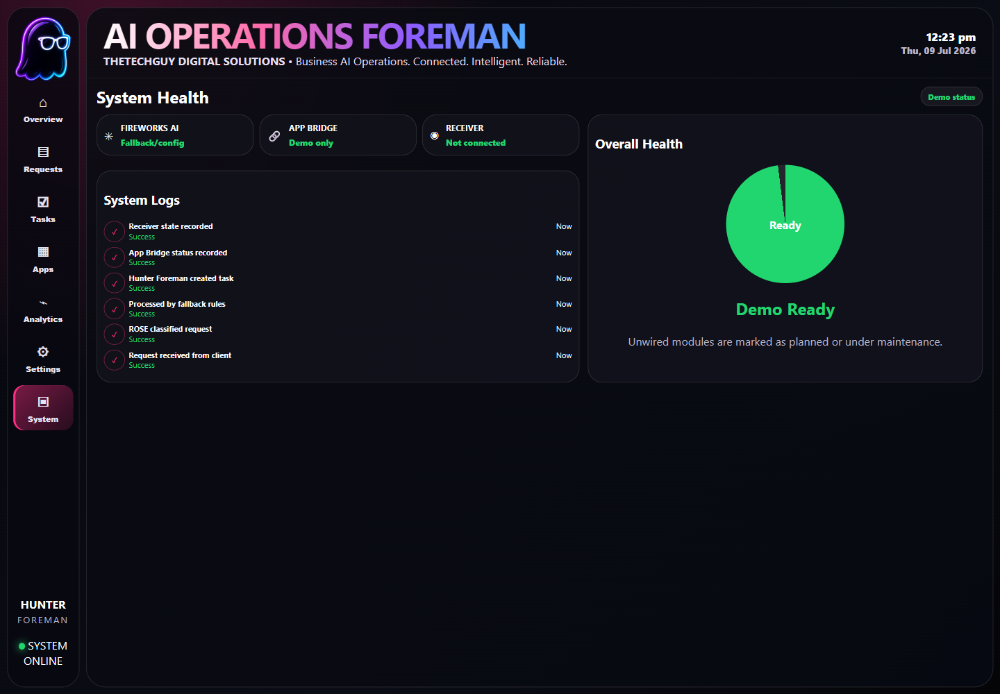 AI OPERATIONS FOREMAN
THETECHGUY DIGITAL SOLUTIONS • Business AI Operations. Connected. Intelligent. Reliable.
12:23 pm
Thu, 09 Jul 2026
Overview
Requests
Tasks
Apps
Analytics
Settings
System
HUNTER
FOREMAN
SYSTEM
ONLINE
System Health
Demo status
FIREWORKS AI
Fallback/config
APP BRIDGE
Demo only
RECEIVER
Not connected
System Logs
Receiver state recorded Now
Success
App Bridge status recorded Now
Success
Hunter Foreman created task Now
Success
Processed by fallback rules Now
Success
ROSE classified request Now
Success
Request received from client Now
Success
Overall Health
Ready
Demo Ready
Unwired modules are marked as planned or under maintenance.